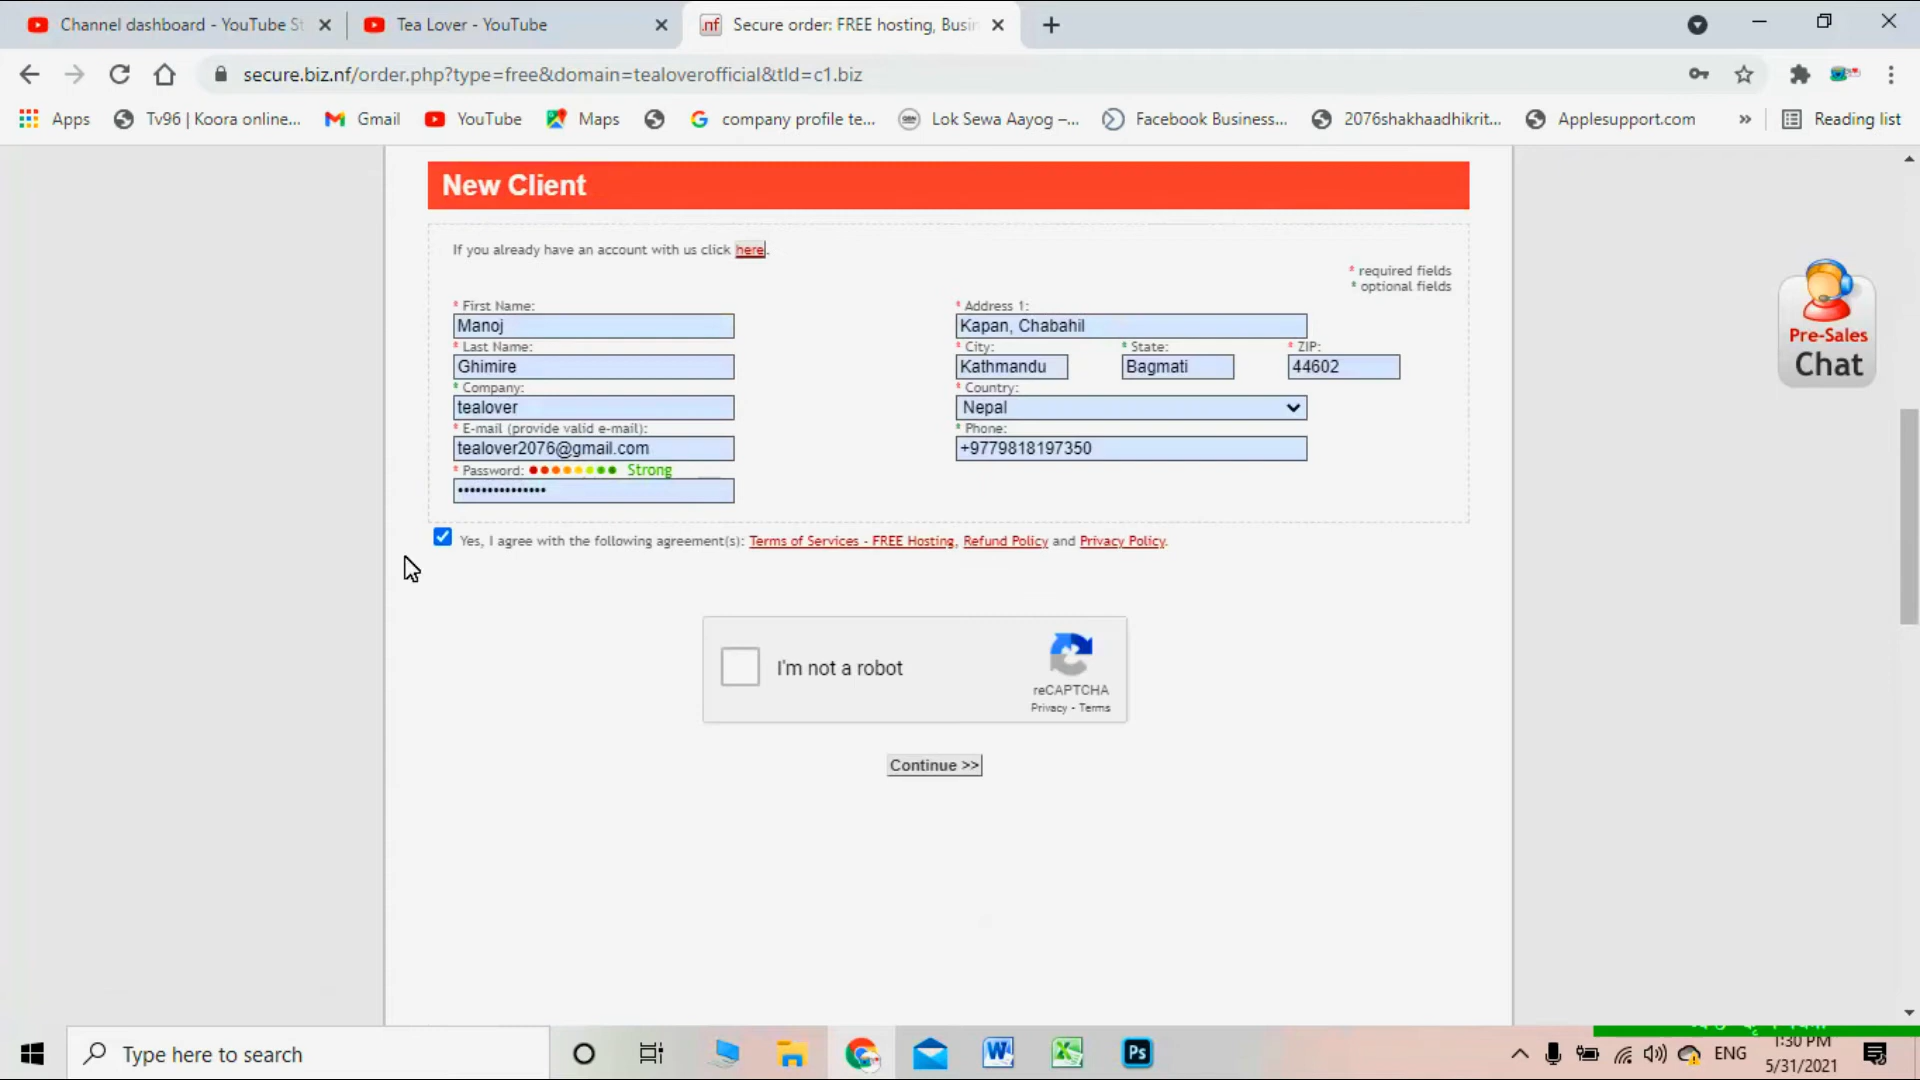 Channel dashboard - YouTube St
Tea Lover - YouTube
.nf Secure order: FREE hosting, Busin
secure.biz.nf/order.php?type=free&domain=tealoverofficial&tld=c1.biz
Apps Tv96 | Koora online... Gmail YouTube Maps company profile te... Lok Sewa Aayog –... Facebook Business... 2076shakhaadhikrit... Applesupport.com » Reading list
New Client
If you already have an account with us click here.
* required fields
* optional fields
* First Name:
Manoj
* Last Name:
Ghimire
* Company:
tealover
* E-mail (provide valid e-mail):
tealover2076@gmail.com
* Password: Strong
•••••••••••••••
* Address 1:
Kapan, Chabahil
* City: * State: * ZIP:
Kathmandu Bagmati 44602
* Country:
Nepal
* Phone:
+9779818197350
Yes, I agree with the following agreement(s): Terms of Services - FREE Hosting, Refund Policy and Privacy Policy.
I'm not a robot
reCAPTCHA
Privacy - Terms
Continue >>
Pre-Sales
Chat
Type here to search
W
X
Ps
ENG
1:30 PM
5/31/2021